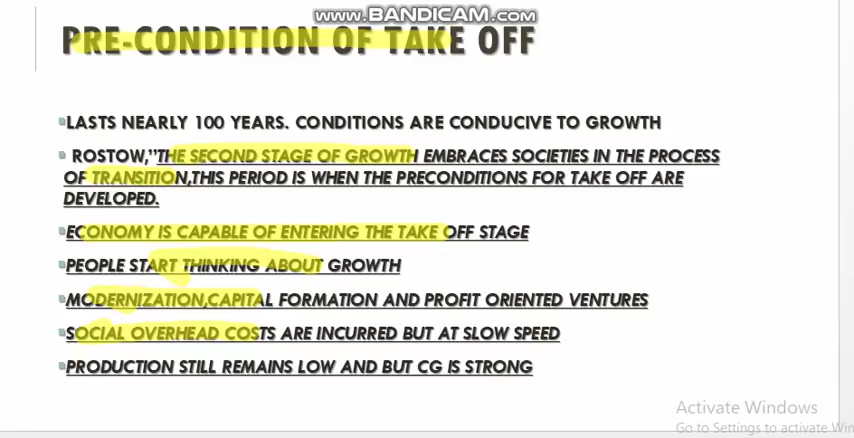 www.BANDICAM.com
PRE-CONDITION OF TAKE OFF
LASTS NEARLY 100 YEARS. CONDITIONS ARE CONDUCIVE TO GROWTH
ROSTOW,"THE SECOND STAGE OF GROWTH EMBRACES SOCIETIES IN THE PROCESS
OF TRANSITION,THIS PERIOD IS WHEN THE PRECONDITIONS FOR TAKE OFF ARE
DEVELOPED.
ECONOMY IS CAPABLE OF ENTERING THE TAKE OFF STAGE
PEOPLE START THINKING ABOUT GROWTH
MODERNIZATION,CAPITAL FORMATION AND PROFIT ORIENTED VENTURES
SOCIAL OVERHEAD COSTS ARE INCURRED BUT AT SLOW SPEED
PRODUCTION STILL REMAINS LOW AND BUT CG IS STRONG
Activate Windows
Go to Settings to activate Win